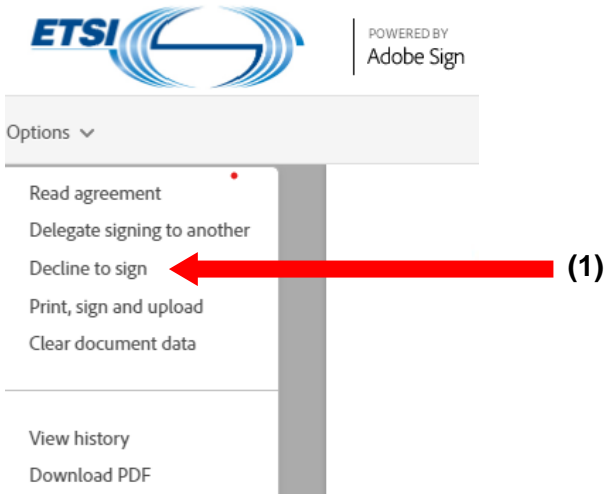 ETSI
POWERED BY
Adobe Sign
Options
Read agreement
Delegate signing to another
Decline to sign
(1)
Print, sign and upload
Clear document data
View history
Download PDF